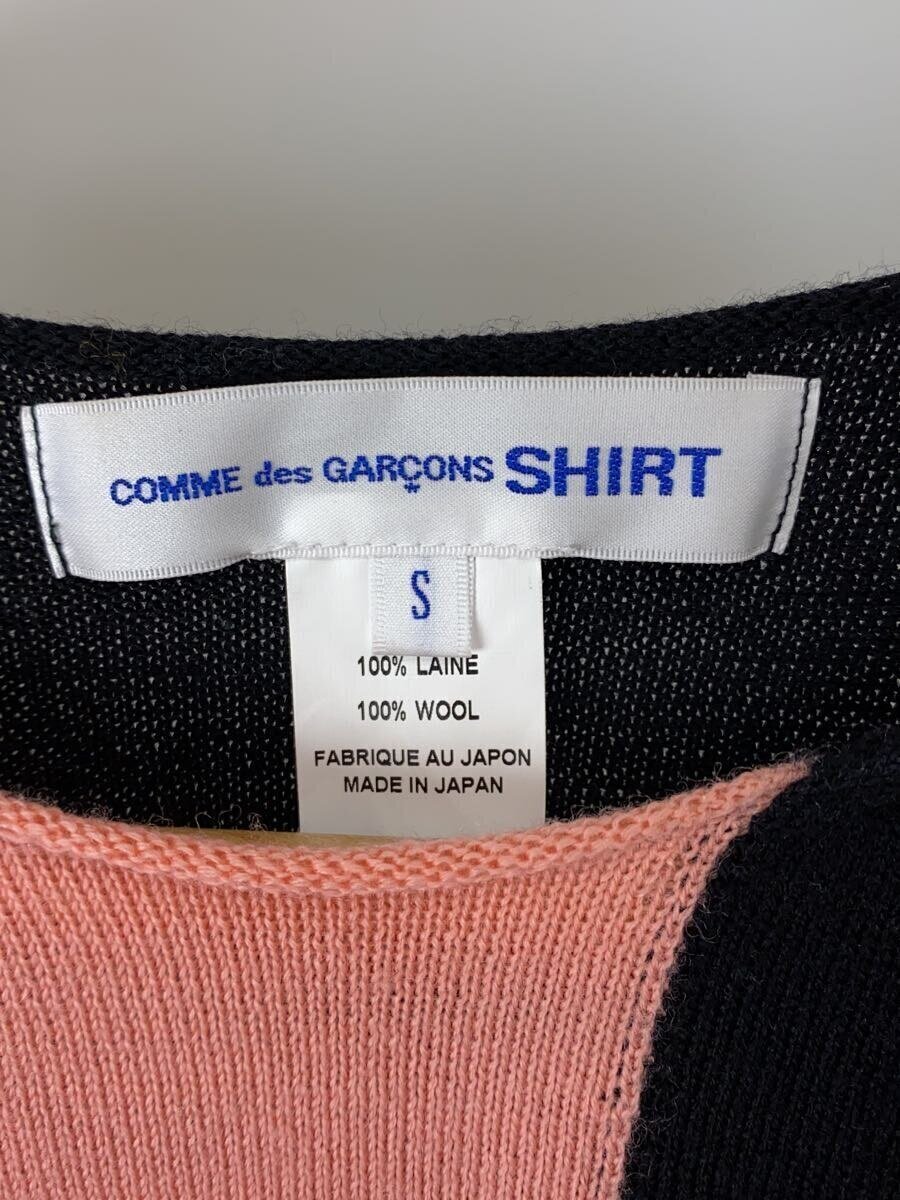 COMME des GARÇONS SHIRT
S
100% LAINE
100% WOOL
FABRIQUE AU JAPON
MADE IN JAPAN